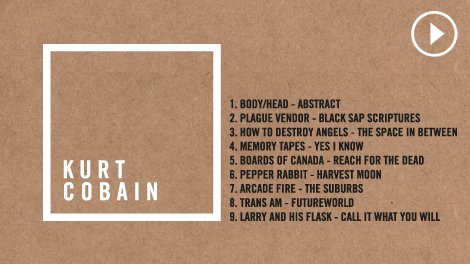 KURT
COBAIN
1. BODY/HEAD - ABSTRACT
2. PLAGUE VENDOR - BLACK SAP SCRIPTURES
3. HOW TO DESTROY ANGELS - THE SPACE IN BETWEEN
4. MEMORY TAPES - YES I KNOW
5. BOARDS OF CANADA - REACH FOR THE DEAD
6. PEPPER RABBIT - HARVEST MOON
7. ARCADE FIRE - THE SUBURBS
8. TRANS AM - FUTUREWORLD
9. LARRY AND HIS FLASK - CALL IT WHAT YOU WILL